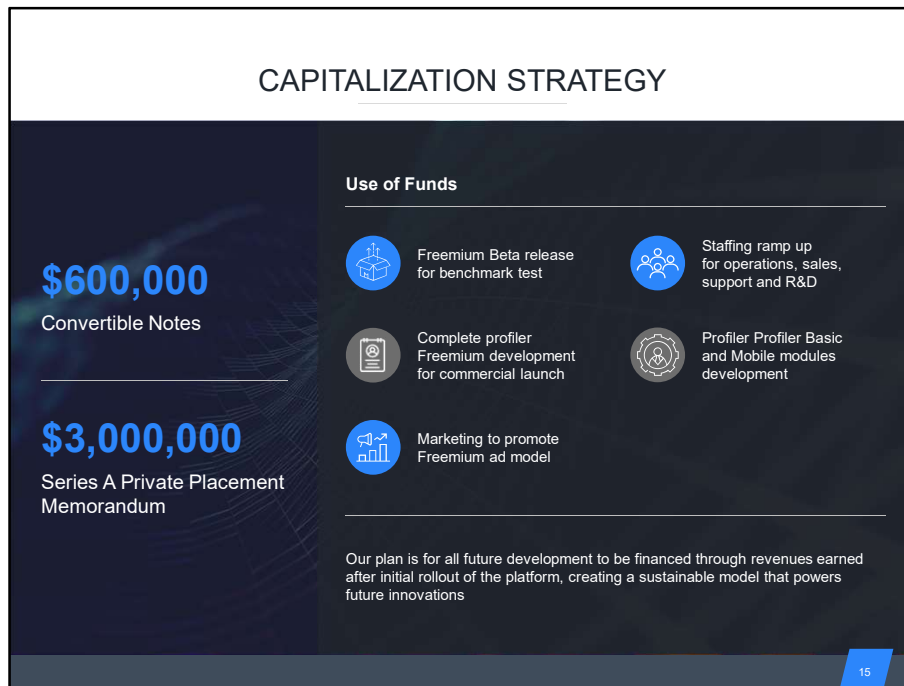 CAPITALIZATION STRATEGY
$600,000
Convertible Notes
$3,000,000
Series A Private Placement
Memorandum
Use of Funds
Freemium Beta release
for benchmark test
Staffing ramp up
for operations, sales,
support and R&D
Complete profiler
Freemium development
for commercial launch
Profiler Profiler Basic
and Mobile modules
development
Marketing to promote
Freemium ad model
Our plan is for all future development to be financed through revenues earned
after initial rollout of the platform, creating a sustainable model that powers
future innovations
15